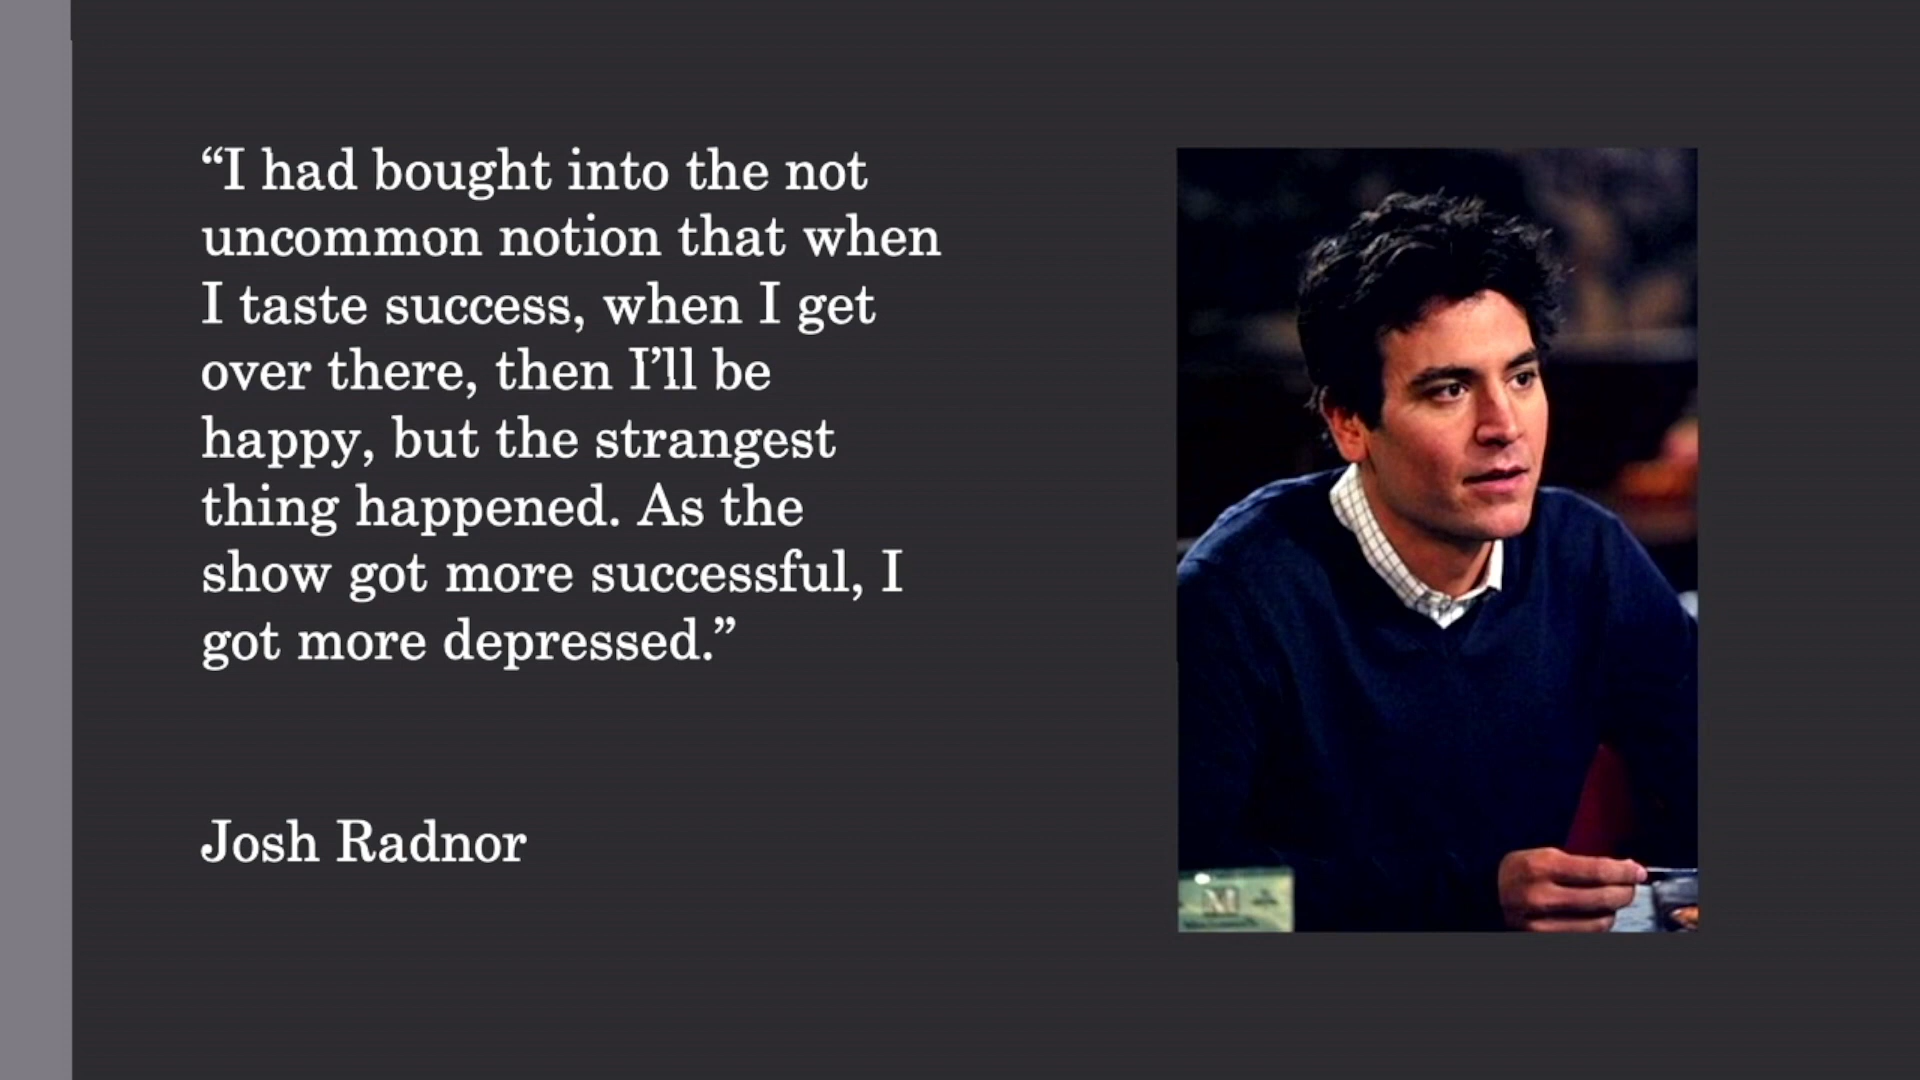 “I had bought into the not
uncommon notion that when
I taste success, when I get
over there, then I’ll be
happy, but the strangest
thing happened. As the
show got more successful, I
got more depressed.”
Josh Radnor
M